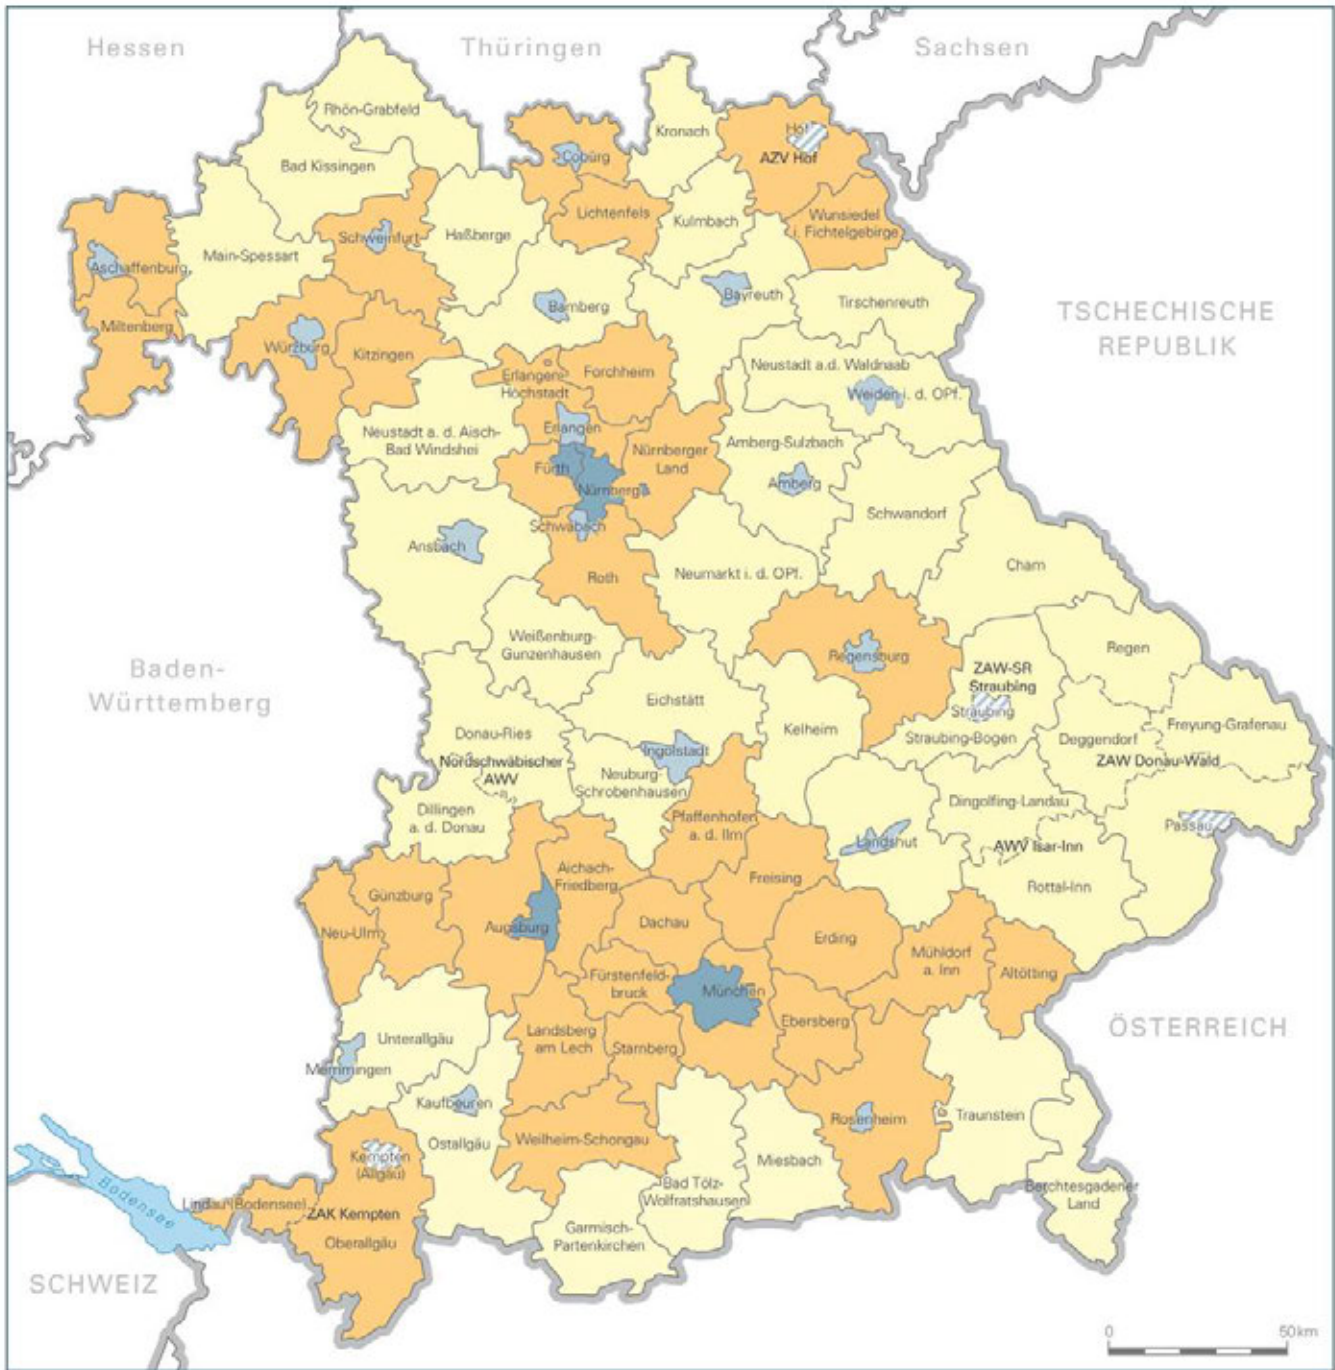 Hessen
Thüringen
Sachsen
Rhön-Grabfeld
Kronach
Hof
AZV Hof
Coburg
Bad Kissingen
Lichtenfels
Kulmbach
Wunsiedel
i. Fichtelgebirge
Schweinfurt
Haßberge
Main-Spessart
Aschaffenburg
Bayreuth
Tirschenreuth
Bamberg
TSCHECHISCHE
REPUBLIK
Miltenberg
Würzburg
Kitzingen
Erlangen-
Höchstadt
Forchheim
Neustadt a.d. Waldnaab
Weiden i. d. OPf.
Neustadt a. d. Aisch-
Bad Windshei
Erlangen
Nürnberger
Land
Amberg-Sulzbach
Fürth
Nürnberg
Amberg
Schwandorf
Schwabach
Ansbach
Roth
Neumarkt i. d. OPf.
Cham
Weißenburg-
Gunzenhausen
Regensburg
Regen
Baden-
Württemberg
ZAW-SR
Straubing
Straubing
Eichstätt
Kelheim
Straubing-Bogen
Deggendorf
Freyung-Grafenau
ZAW Donau-Wald
Donau-Ries
Nordschwäbischer
AWV
Ingolstadt
Neuburg-
Schrobenhausen
Dillingen
a. d. Donau
Pfaffenhofen
a. d. Ilm
Dingolfing-Landau
Passau
Landshut
AWV Isar-Inn
Rottal-Inn
Aichach-
Friedberg
Günzburg
Freising
Neu-Ulm
Augsburg
Dachau
Erding
Mühldorf
a. Inn
Altötting
Fürstenfeld-
bruck
München
Ebersberg
Landsberg
am Lech
Starnberg
ÖSTERREICH
Unterallgäu
Memmingen
Kaufbeuren
Rosenheim
Traunstein
Ostallgäu
Weilheim-Schongau
Kempten
(Allgäu)
Miesbach
Bad Tölz-
Wolfratshausen
Berchtesgadener
Land
Bodensee
Lindau (Bodensee)
ZAK Kempten
Oberallgäu
Garmisch-
Partenkirchen
SCHWEIZ
0 50 km